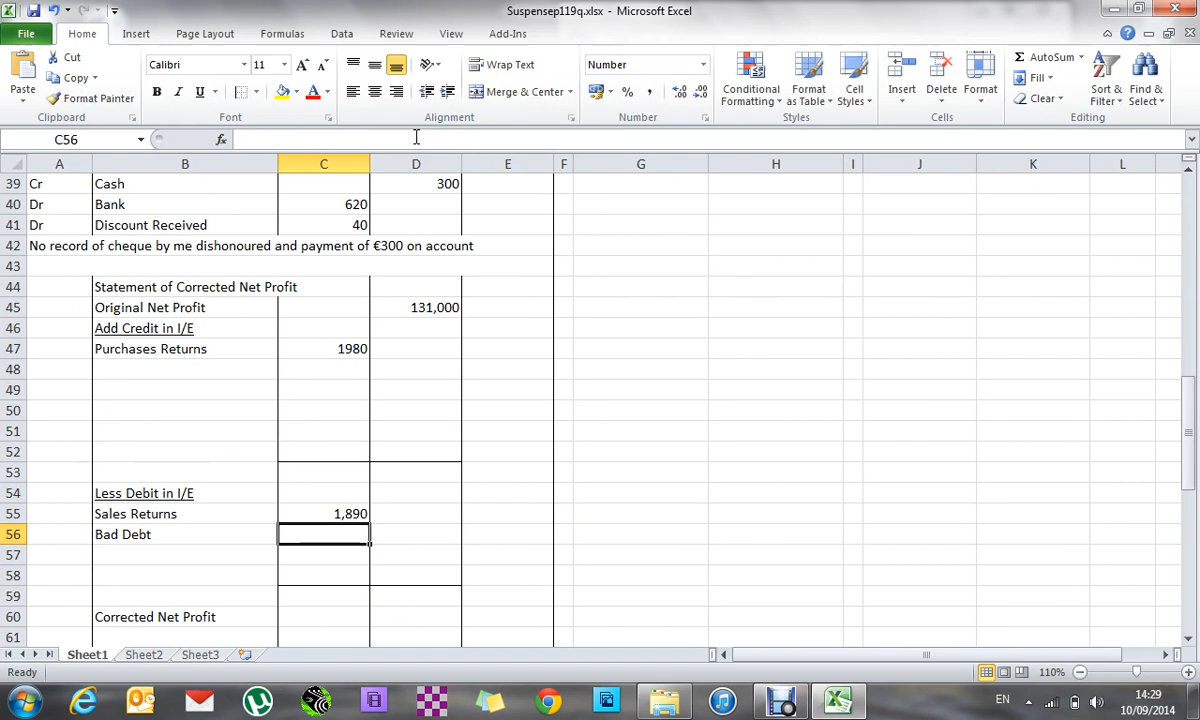 Suspensep119q.xlsx - Microsoft Excel
File Home Insert Page Layout Formulas Data Review View Add-Ins
Paste Cut Copy Format Painter Clipboard
Calibri 11 B I U A A A Font
Wrap Text Merge & Center Alignment
Number % , Number
Conditional Formatting Format as Table Cell Styles Styles
Insert Delete Format Cells
Σ AutoSum Fill Clear Sort & Filter Find & Select Editing
C56 fx
A B C D E F G H I J K L
39 Cr Cash 300
40 Dr Bank 620
41 Dr Discount Received 40
42 No record of cheque by me dishonoured and payment of €300 on account
43
44 Statement of Corrected Net Profit
45 Original Net Profit 131,000
46 Add Credit in I/E
47 Purchases Returns 1980
48
49
50
51
52
53
54 Less Debit in I/E
55 Sales Returns 1,890
56 Bad Debt
57
58
59
60 Corrected Net Profit
61
Sheet1 Sheet2 Sheet3
Ready 110%
EN 14:29
10/09/2014